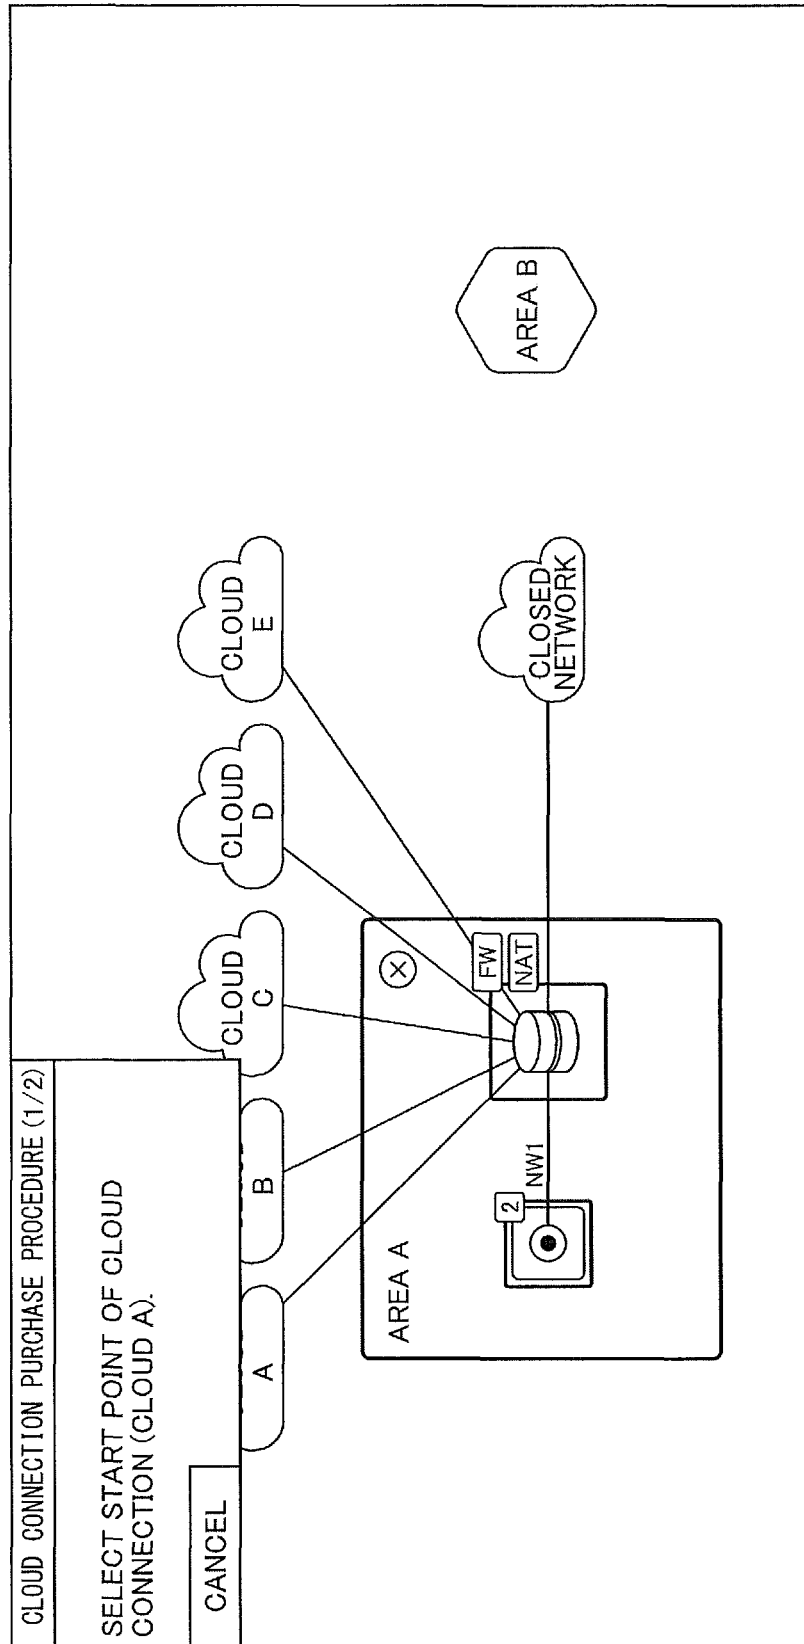 CLOUD CONNECTION PURCHASE PROCEDURE (1/2)
SELECT START POINT OF CLOUD
CONNECTION (CLOUD A).
CANCEL
A
B
CLOUD
C
CLOUD
D
CLOUD
E
AREA A
FW
NAT
2
NW1
CLOSED
NETWORK
AREA B